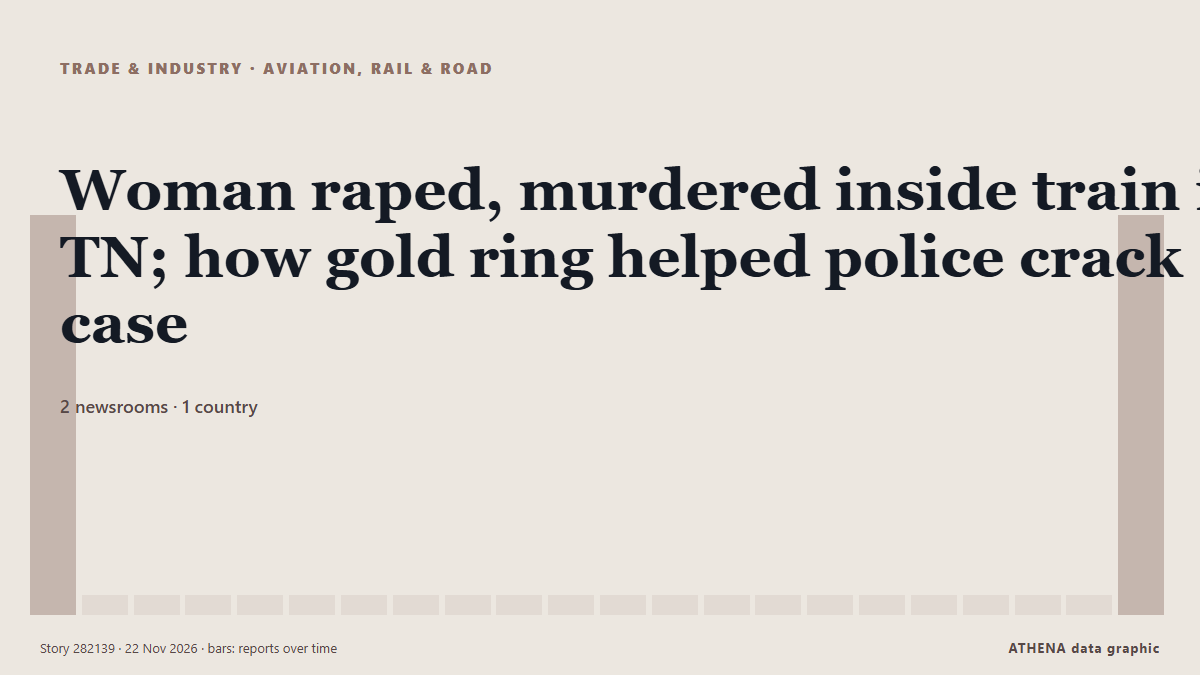 TRADE & INDUSTRY · AVIATION, RAIL & ROAD
Woman raped, murdered inside train
TN; how gold ring helped police crack
case
2 newsrooms · 1 country
Story 282139 · 22 Nov 2026 · bars: reports over time
ATHENA data graphic